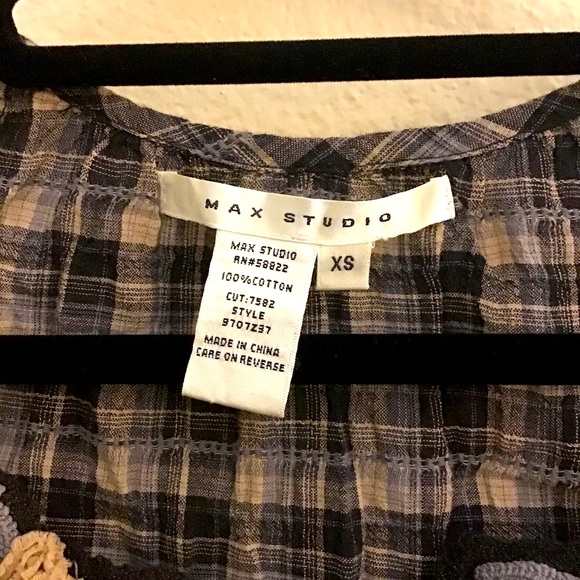 MAX STUDIO
XS
MAX STUDIO
RN#58822
100%COTTON
CUT:7582
STYLE
9707Z37
MADE IN CHINA
CARE ON REVERSE